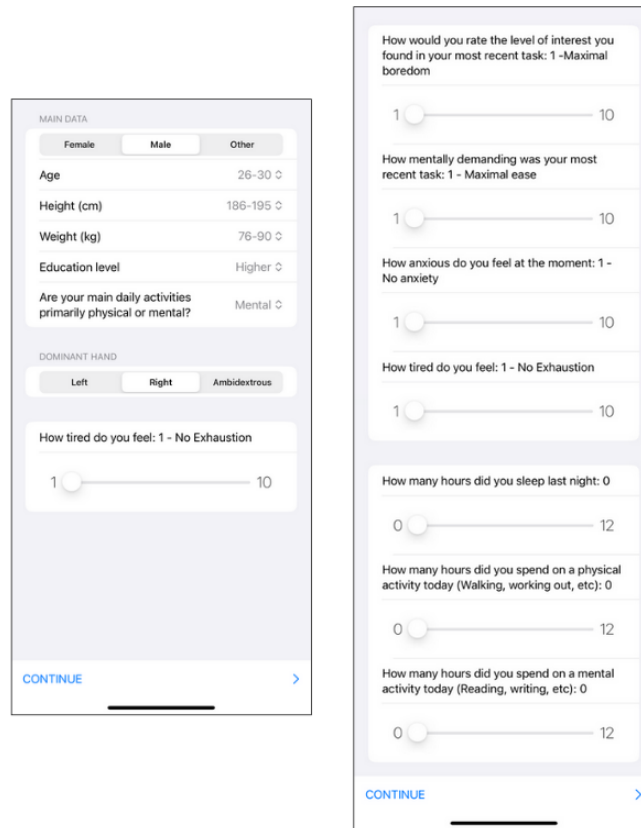 MAIN DATA
Female Male Other
Age 26-30
Height (cm) 186-195
Weight (kg) 76-90
Education level Higher
Are your main daily activities
primarily physical or mental? Mental
DOMINANT HAND
Left Right Ambidextrous
How tired do you feel: 1 - No Exhaustion
1 10
CONTINUE
How would you rate the level of interest you
found in your most recent task: 1 -Maximal
boredom
1 10
How mentally demanding was your most
recent task: 1 - Maximal ease
1 10
How anxious do you feel at the moment: 1 -
No anxiety
1 10
How tired do you feel: 1 - No Exhaustion
1 10
How many hours did you sleep last night: 0
0 12
How many hours did you spend on a physical
activity today (Walking, working out, etc): 0
0 12
How many hours did you spend on a mental
activity today (Reading, writing, etc): 0
0 12
CONTINUE